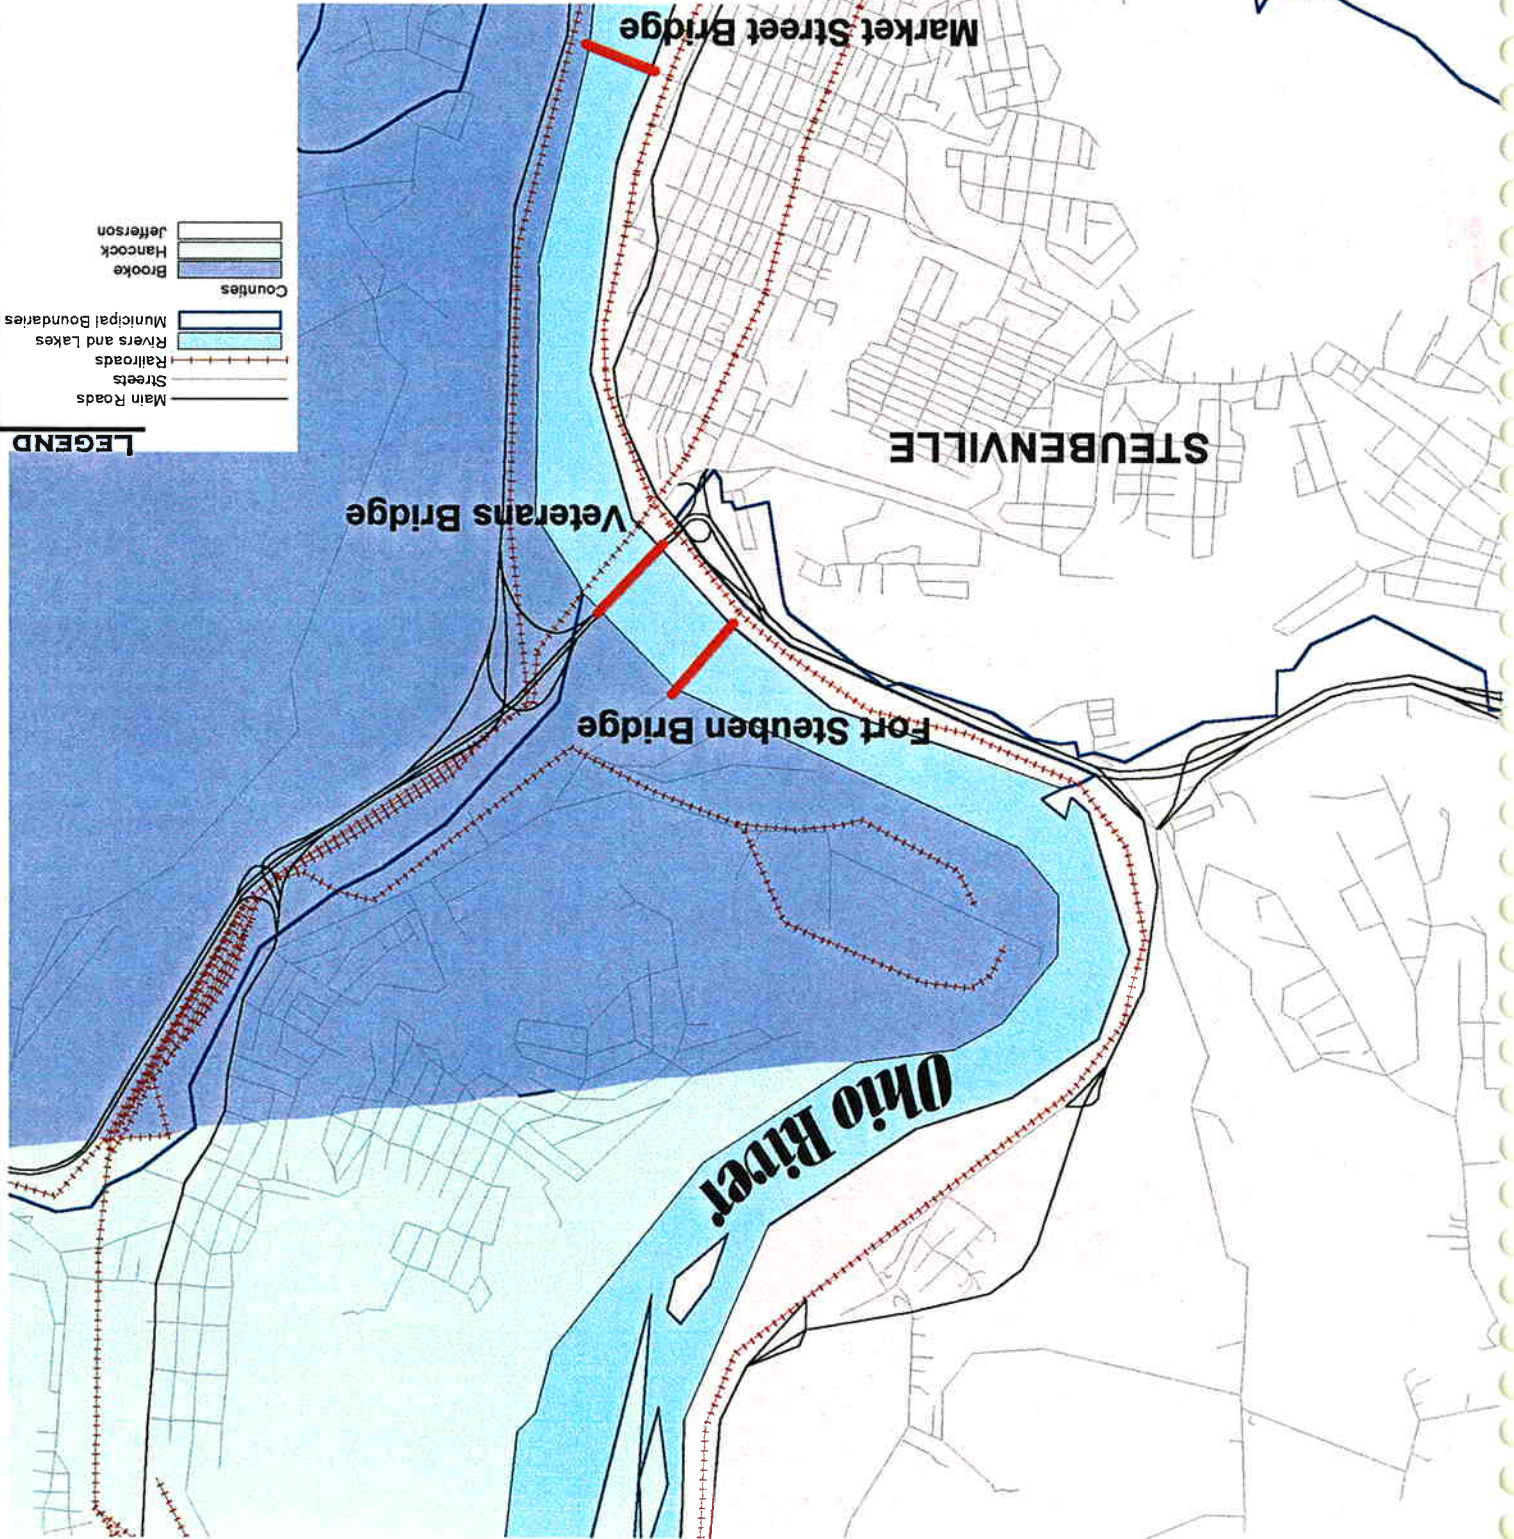 Ohio River
Fort Steuben Bridge
Veterans Bridge
STEUBENVILLE
LEGEND
Main Roads
Streets
Railroads
Rivers and Lakes
Municipal Boundaries
Counties
Brooke
Hancock
Jefferson
Market Street Bridge